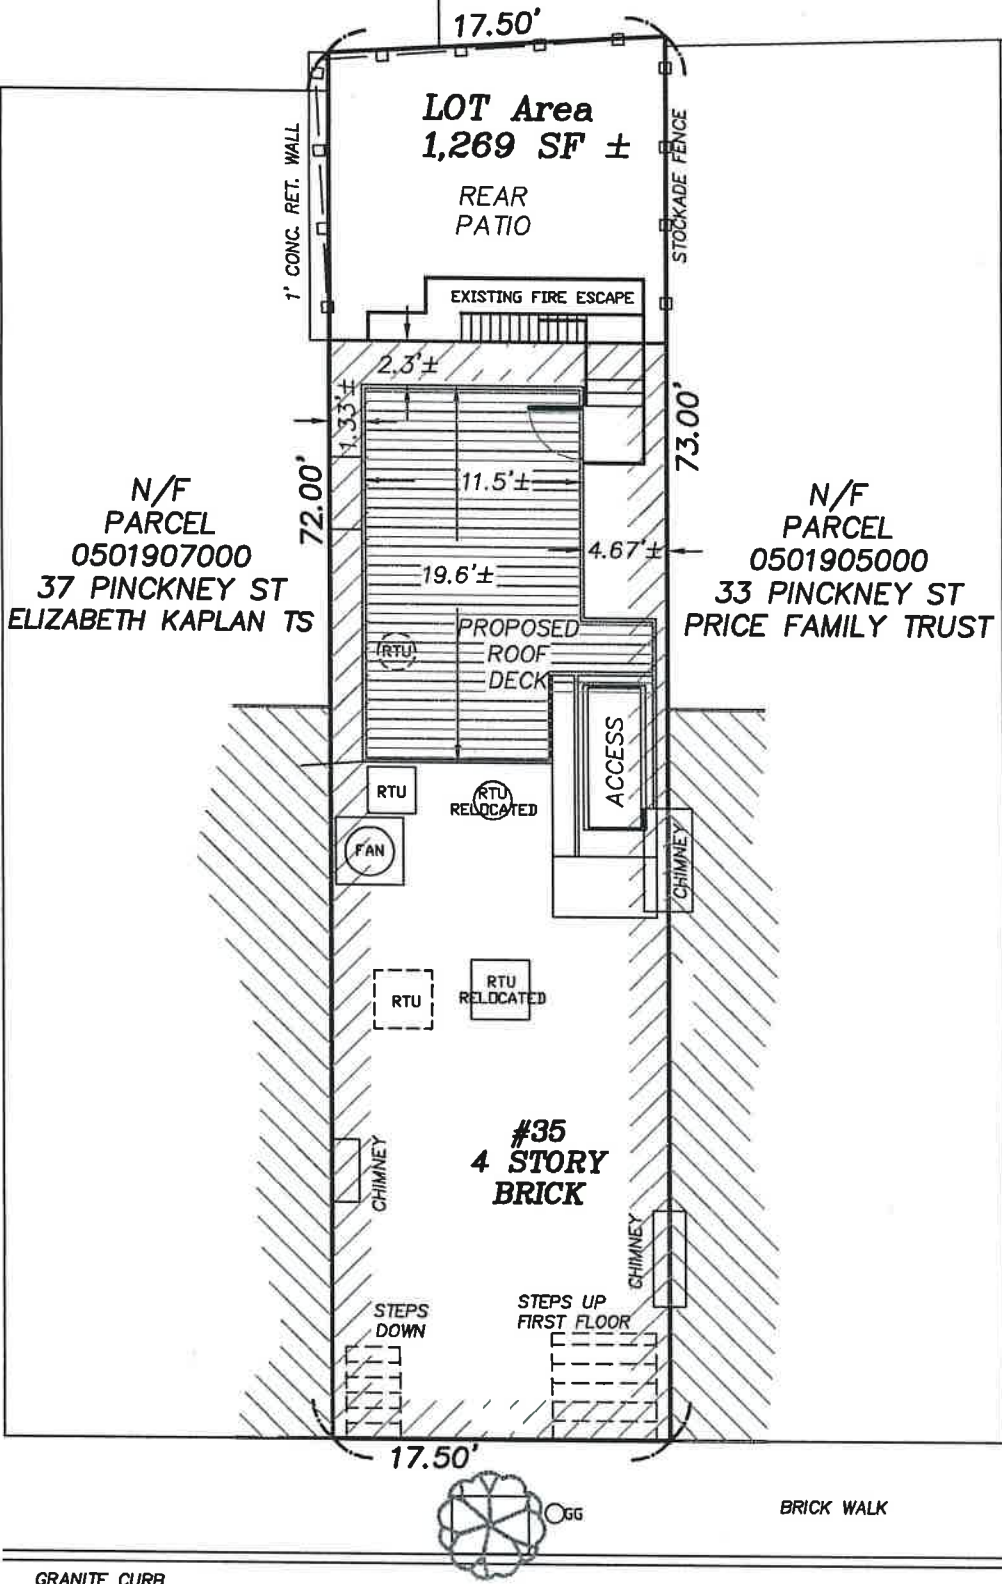 17.50'
LOT Area
1,269 SF ±
REAR
PATIO
1' CONC. RET. WALL
STOCKADE FENCE
EXISTING FIRE ESCAPE
2.3'±
1.33'±
72.00'
73.00'
11.5'±
4.67'±
19.6'±
N/F
PARCEL
0501907000
37 PINCKNEY ST
ELIZABETH KAPLAN TS
N/F
PARCEL
0501905000
33 PINCKNEY ST
PRICE FAMILY TRUST
PROPOSED
ROOF
DECK
RTU
ACCESS
RTU
RTU
RELOCATED
FAN
CHIMNEY
RTU
RTU
RELOCATED
#35
4 STORY
BRICK
CHIMNEY
CHIMNEY
STEPS
DOWN
STEPS UP
FIRST FLOOR
17.50'
GG
BRICK WALK
GRANITE CURB